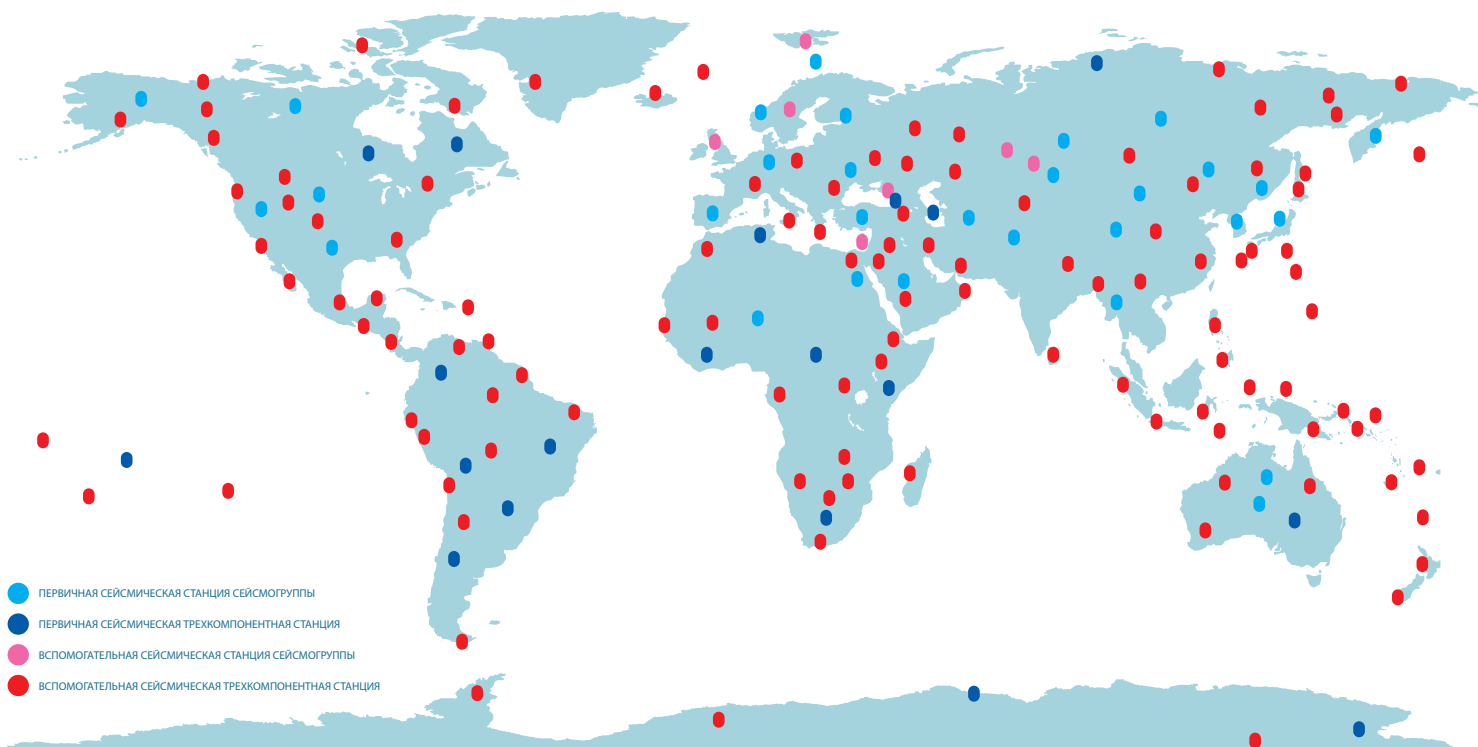 ПЕРВИЧНАЯ СЕЙСМИЧЕСКАЯ СТАНЦИЯ СЕЙСМОГРУППЫ
ПЕРВИЧНАЯ СЕЙСМИЧЕСКАЯ ТРЕХКОМПОНЕНТНАЯ СТАНЦИЯ
ВСПОМОГАТЕЛЬНАЯ СЕЙСМИЧЕСКАЯ СТАНЦИЯ СЕЙСМОГРУППЫ
ВСПОМОГАТЕЛЬНАЯ СЕЙСМИЧЕСКАЯ ТРЕХКОМПОНЕНТНАЯ СТАНЦИЯ